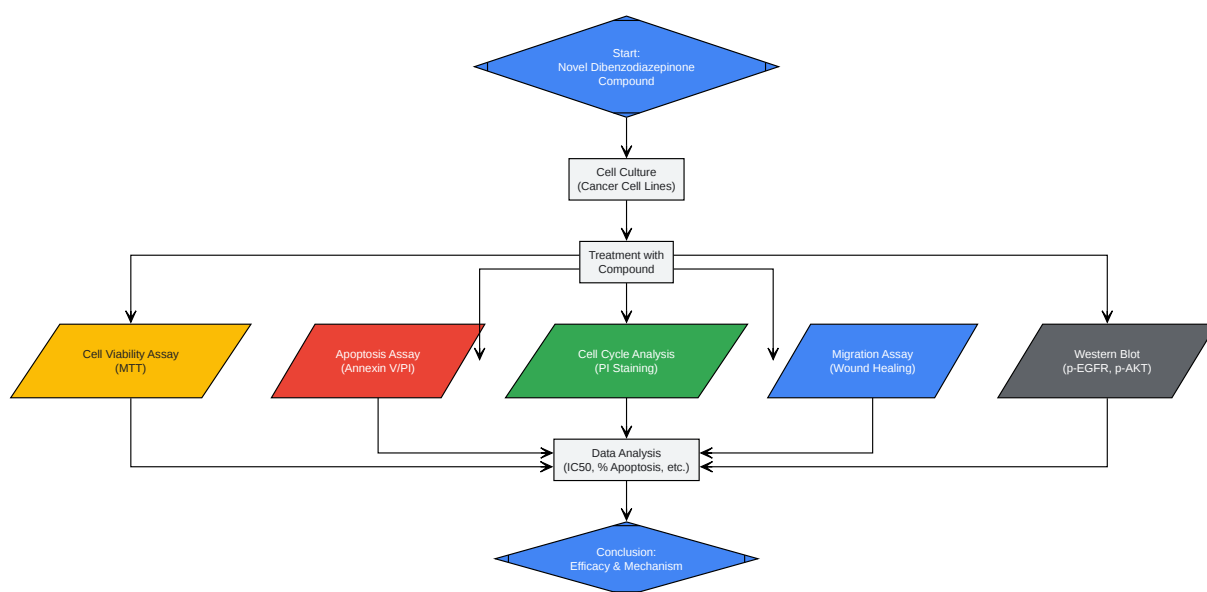 Start:
Novel Dibenzodiazepinone
Compound
Cell Culture
(Cancer Cell Lines)
Treatment with
Compound
Cell Viability Assay
(MTT)
Apoptosis Assay
(Annexin V/PI)
Cell Cycle Analysis
(PI Staining)
Migration Assay
(Wound Healing)
Western Blot
(p-EGFR, p-AKT)
Data Analysis
(IC50, % Apoptosis, etc.)
Conclusion:
Efficacy & Mechanism